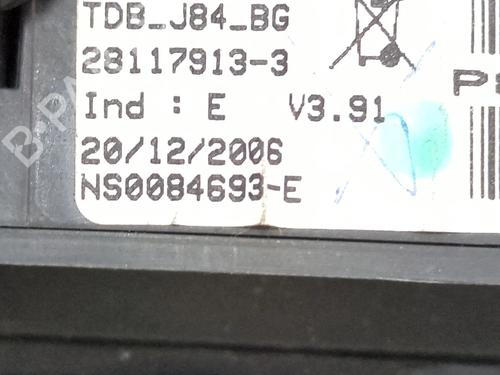 TDB_J84_BG
28117913-3
Ind : E V3.91
20/12/2006
NS0084693-E